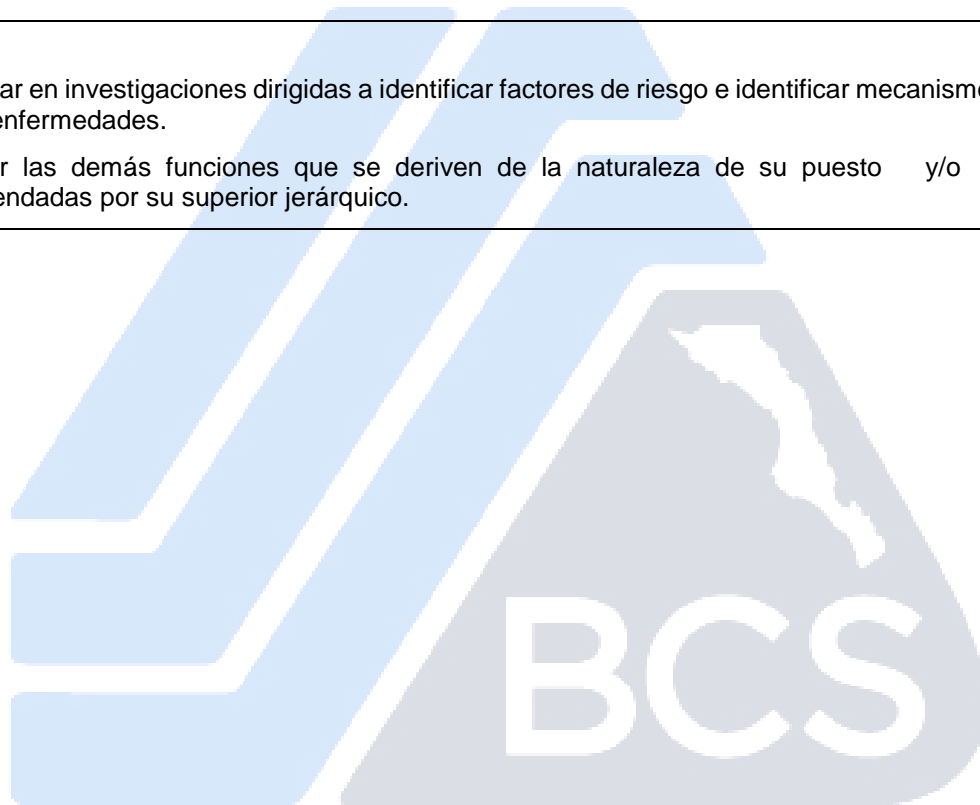 ar en investigaciones dirigidas a identificar factores de riesgo e identificar mecanismo
enfermedades.
r las demás funciones que se deriven de la naturaleza de su puesto y/o
endadas por su superior jerárquico.
BCS